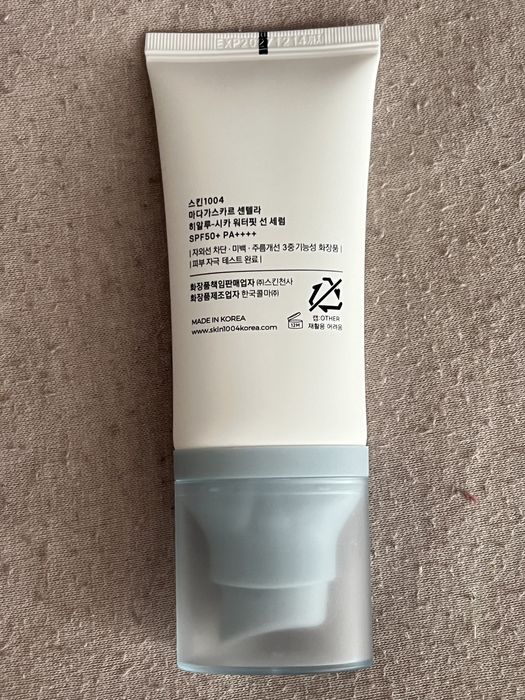 스킨1004
마다가스카르 센텔라
히알루-시카 워터핏 선 세럼
SPF50+ PA++++
| 자외선 차단 · 미백 · 주름개선 3중 기능성 화장품 |
| 피부 자극 테스트 완료 |
화장품책임판매업자 ㈜스킨천사
화장품제조업자 한국콜마㈜
캡:OTHER
재활용 어려움
MADE IN KOREA
www.skin1004korea.com
12M